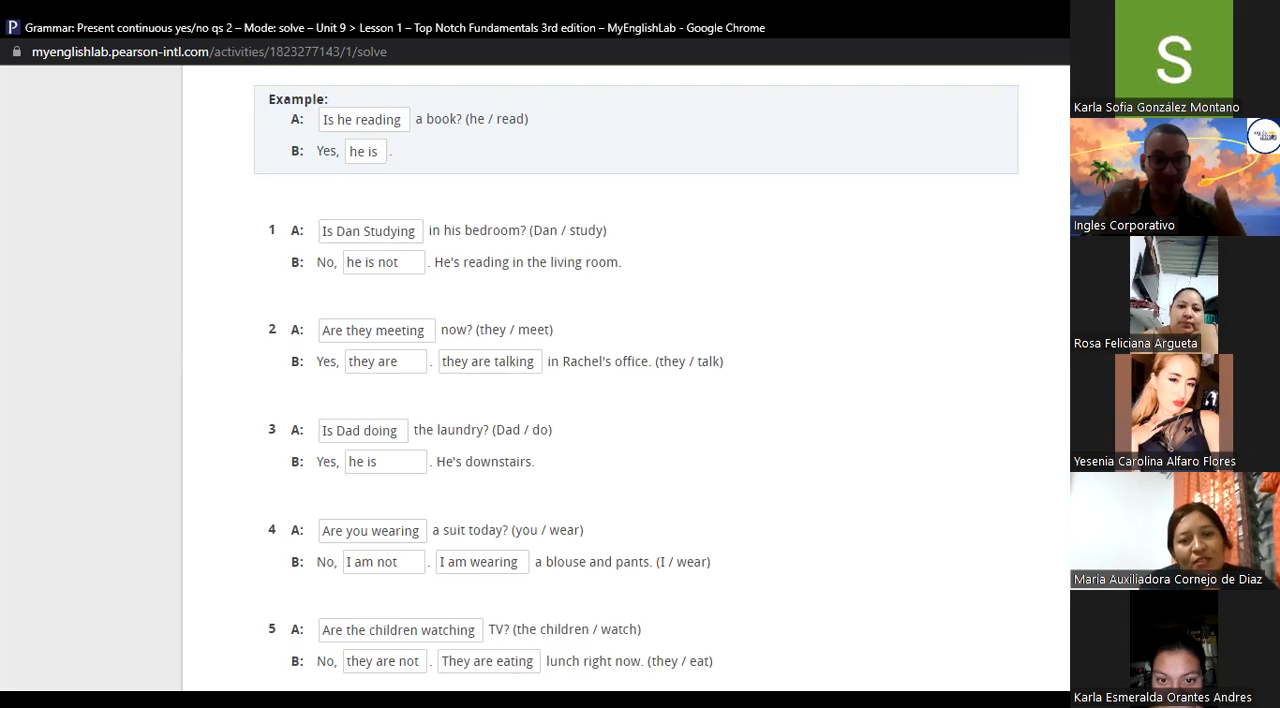 Grammar: Present continuous yes/no qs 2 – Mode: solve – Unit 9 > Lesson 1 – Top Notch Fundamentals 3rd edition – MyEnglishLab - Google Chrome
myenglishlab.pearson-intl.com/activities/1823277143/1/solve
Example:
A: Is he reading a book? (he / read)
B: Yes, he is .
1 A: Is Dan Studying in his bedroom? (Dan / study)
B: No, he is not . He's reading in the living room.
2 A: Are they meeting now? (they / meet)
B: Yes, they are . they are talking in Rachel's office. (they / talk)
3 A: Is Dad doing the laundry? (Dad / do)
B: Yes, he is . He's downstairs.
4 A: Are you wearing a suit today? (you / wear)
B: No, I am not . I am wearing a blouse and pants. (I / wear)
5 A: Are the children watching TV? (the children / watch)
B: No, they are not . They are eating lunch right now. (they / eat)
S
Karla Sofia González Montano
Ingles Corporativo
Rosa Feliciana Argueta
Yesenia Carolina Alfaro Flores
Maria Auxiliadora Cornejo de Diaz
Karla Esmeralda Orantes Andres